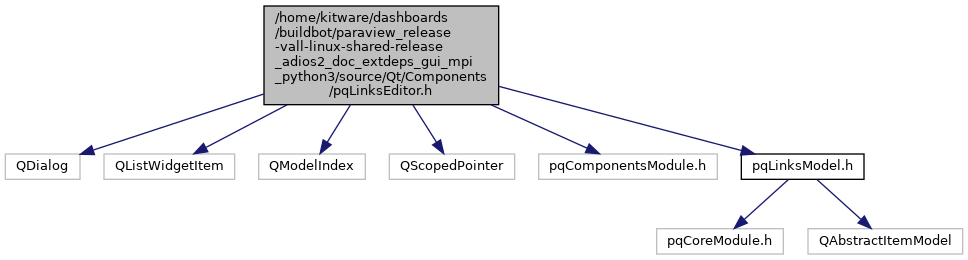 /home/kitware/dashboards
/buildbot/paraview_release
-vall-linux-shared-release
_adios2_doc_extdeps_gui_mpi
_python3/source/Qt/Components
/pqLinksEditor.h
QDialog
QListWidgetItem
QModelIndex
QScopedPointer
pqComponentsModule.h
pqLinksModel.h
pqCoreModule.h
QAbstractItemModel